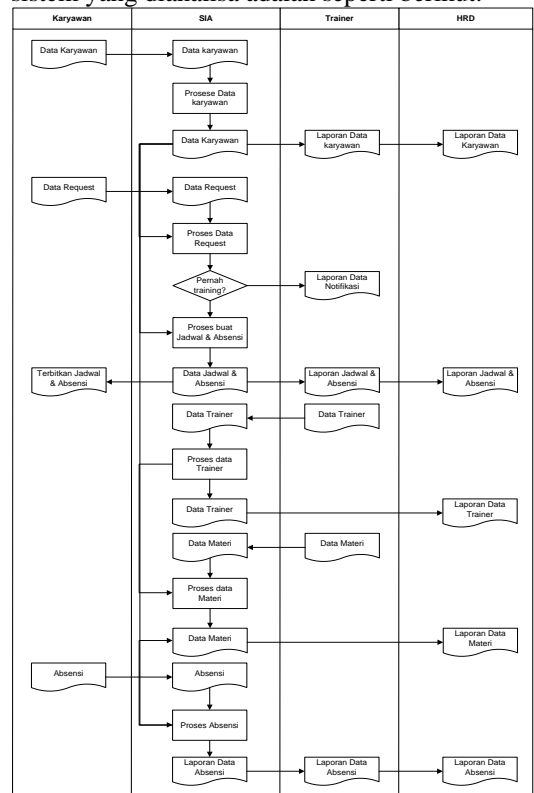 sistem yang dianalisa adalah seperti berikut:
Karyawan
SIA
Trainer
HRD
Data Karyawan
Data karyawan
Prosese Data
karyawan
Data Karyawan
Laporan Data
karyawan
Laporan Data
Karyawan
Data Request
Data Request
Proses Data
Request
Pernah
training?
Laporan Data
Notifikasi
Proses buat
Jadwal & Absensi
Terbitkan Jadwal
& Absensi
Data Jadwal &
Absensi
Laporan Jadwal &
Absensi
Laporan Jadwal &
Absensi
Data Trainer
Data Trainer
Proses data
Trainer
Data Trainer
Laporan Data
Trainer
Data Materi
Data Materi
Proses data
Materi
Data Materi
Laporan Data
Materi
Absensi
Absensi
Proses Absensi
Laporan Data
Absensi
Laporan Data
Absensi
Laporan Data
Absensi